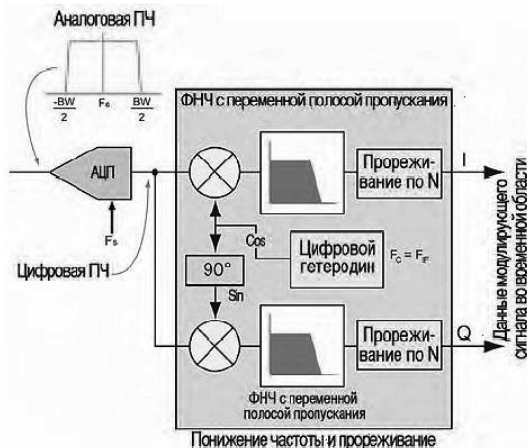 Аналоговая ПЧ
-BW
2
Fs
BW
2
ФНЧ с переменной полосой пропускания
АЦП
Fs
Цифровая ПЧ
Прорежи-
вание по N
I
Cos
90°
Sin
Цифровой
гетеродин
FC = FIF
Прорежи-
вание по N
Q
ФНЧ с переменной
полосой пропускания
Данные модулирующего
сигнала во временной области
Понижение частоты и прореживание